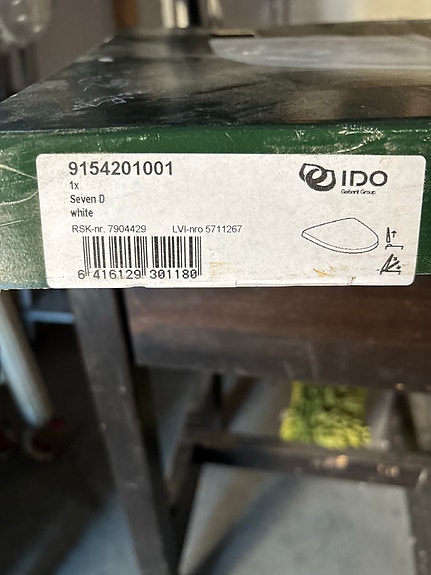 9154201001
1x
Seven D
white
RSK-nr. 7904429 LVI-nro 5711267
6 416129 301180
IDO
Geberit Group